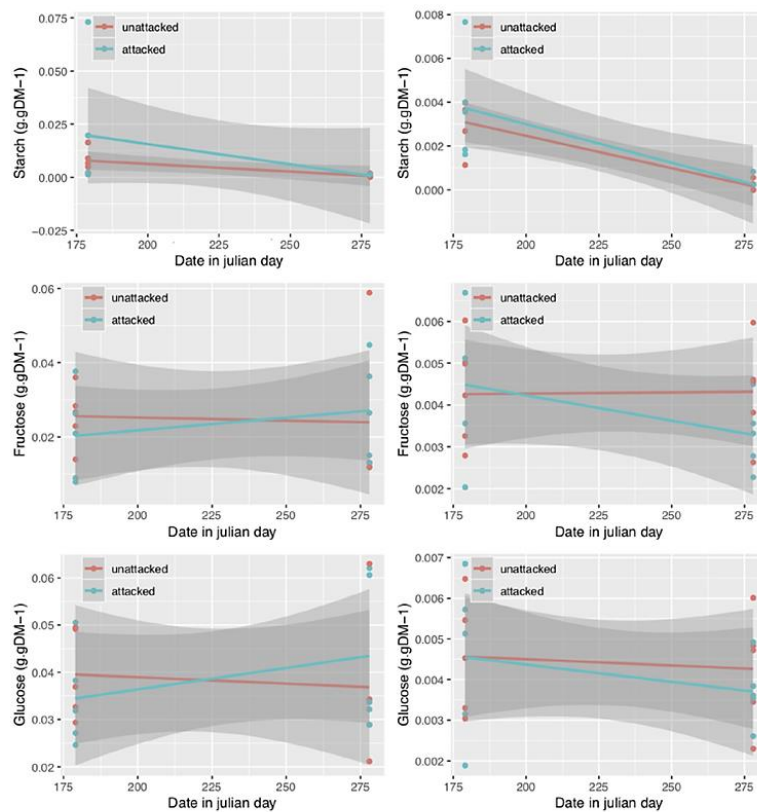 unattacked
attacked
0.075
0.050
0.025
0.000
-0.025
Starch (g.gDM-1)
175 200 225 250 275
Date in julian day
unattacked
attacked
0.008
0.006
0.004
0.002
0.000
Starch (g.gDM-1)
175 200 225 250 275
Date in julian day
unattacked
attacked
0.06
0.04
0.02
Fructose (g.gDM-1)
175 200 225 250 275
Date in julian day
unattacked
attacked
0.006
0.005
0.004
0.003
0.002
Fructose (g.gDM-1)
175 200 225 250 275
Date in julian day
unattacked
attacked
0.06
0.05
0.04
0.03
0.02
Glucose (g.gDM-1)
175 200 225 250 275
Date in julian day
unattacked
attacked
0.007
0.006
0.005
0.004
0.003
0.002
Glucose (g.gDM-1)
175 200 225 250 275
Date in julian day